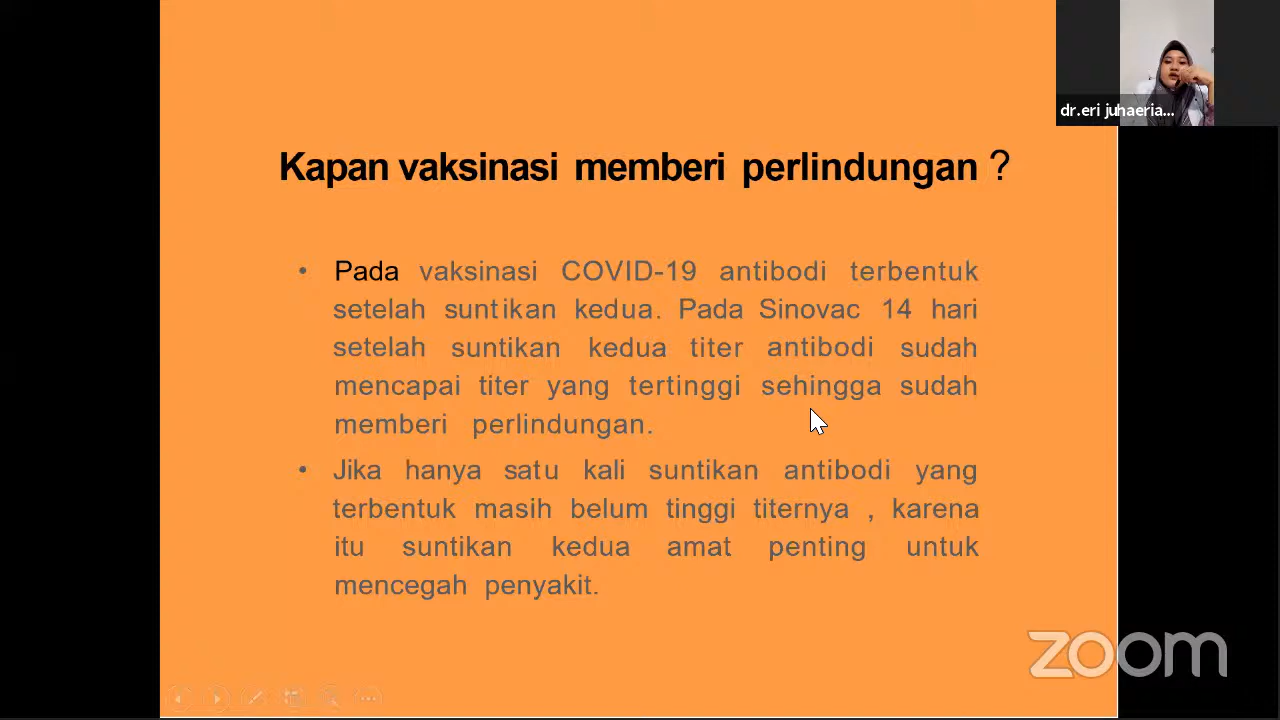 dr.eri juhaeria...
Kapan vaksinasi memberi perlindungan ?
• Pada vaksinasi COVID-19 antibodi terbentuk
setelah suntikan kedua. Pada Sinovac 14 hari
setelah suntikan kedua titer antibodi sudah
mencapai titer yang tertinggi sehingga sudah
memberi perlindungan.
• Jika hanya satu kali suntikan antibodi yang
terbentuk masih belum tinggi titernya , karena
itu suntikan kedua amat penting untuk
mencegah penyakit.
zoom